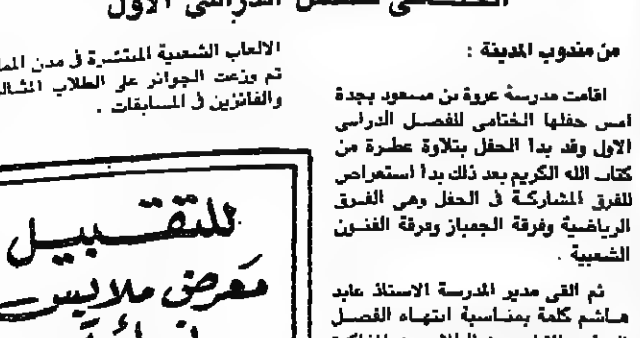 الختامي للفصل الدراسي الاول
من مندوب المدينة :
اقامت مدرسة عروة بن مسعود بجدة
امس حفلها الختامي للفصل الدراسي
الاول وقد بدأ الحفل بتلاوة عطرة من
كتاب الله الكريم بعد ذلك بدأ استعراض
للفرق المشاركة في الحفل وهي الفرق
الرياضية وفرقة الجمباز وفرقة الفنون
الشعبية .
ثم القى مدير المدرسة الاستاذ عابد
هاشم كلمة بمناسبة انتهاء الفصل
الالعاب الشعبية المنتشرة في مدن
تم وزعت الجوائز على الطلاب
والفائزين في المسابقات .
للتقبيل
معرض ملابس